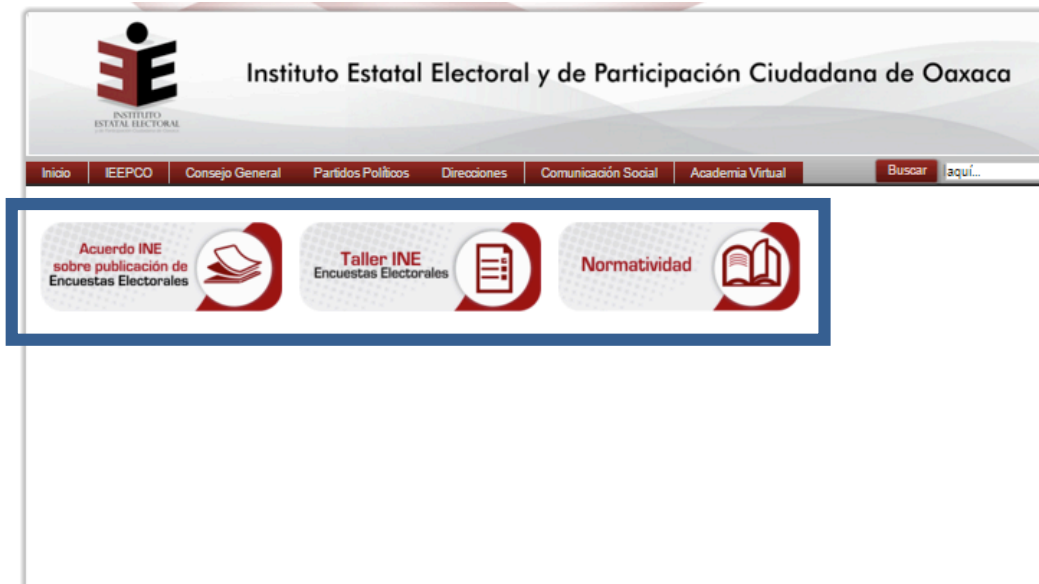 Instituto Estatal Electoral y de Participación Ciudadana de Oaxaca
INSTITUTO
ESTATAL ELECTORAL
Inicio IEEPCO Consejo General Partidos Políticos Direcciones Comunicación Social Academia Virtual Buscar aquí...
Acuerdo INE
sobre publicación de
Encuestas Electorales
Taller INE
Encuestas Electorales
Normatividad